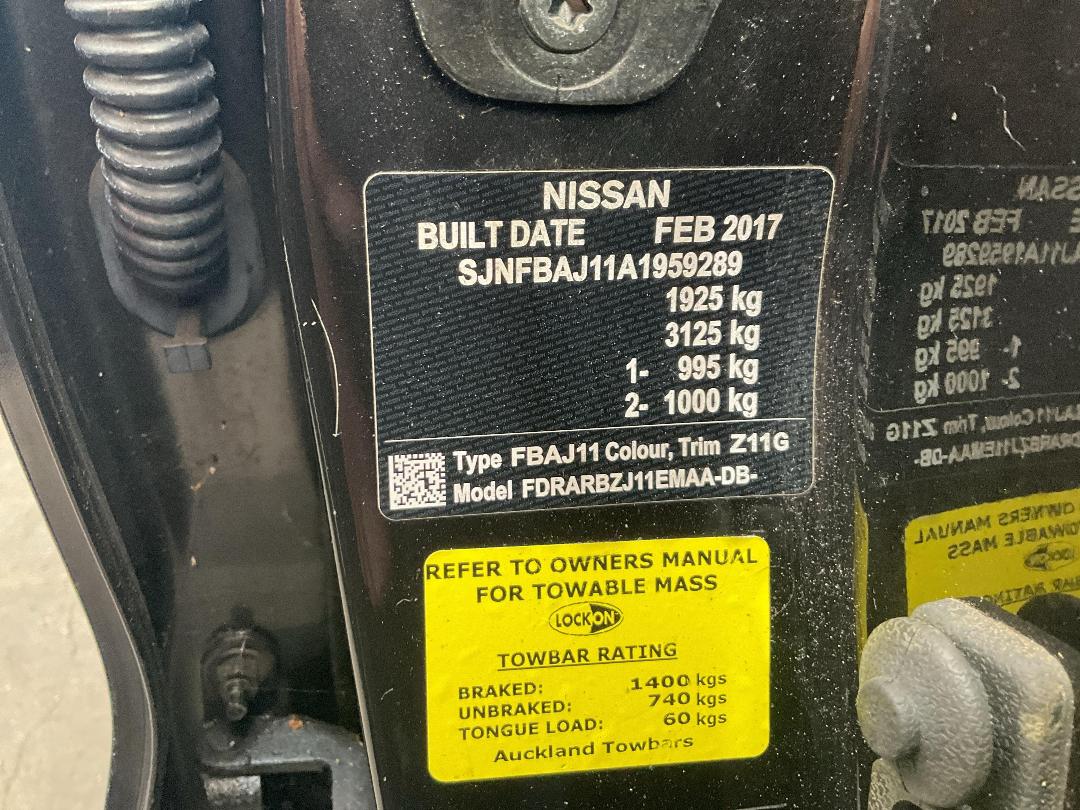 NISSAN
BUILT DATE FEB 2017
SJNFBAJ11A1959289
1925 kg
3125 kg
1- 995 kg
2- 1000 kg
Type FBAJ11 Colour, Trim Z11G
Model FDRARBZJ11EMAA-DB-
REFER TO OWNERS MANUAL
FOR TOWABLE MASS
LOCKON
TOWBAR RATING
BRAKED: 1400 kgs
UNBRAKED: 740 kgs
TONGUE LOAD: 60 kgs
Auckland Towbars